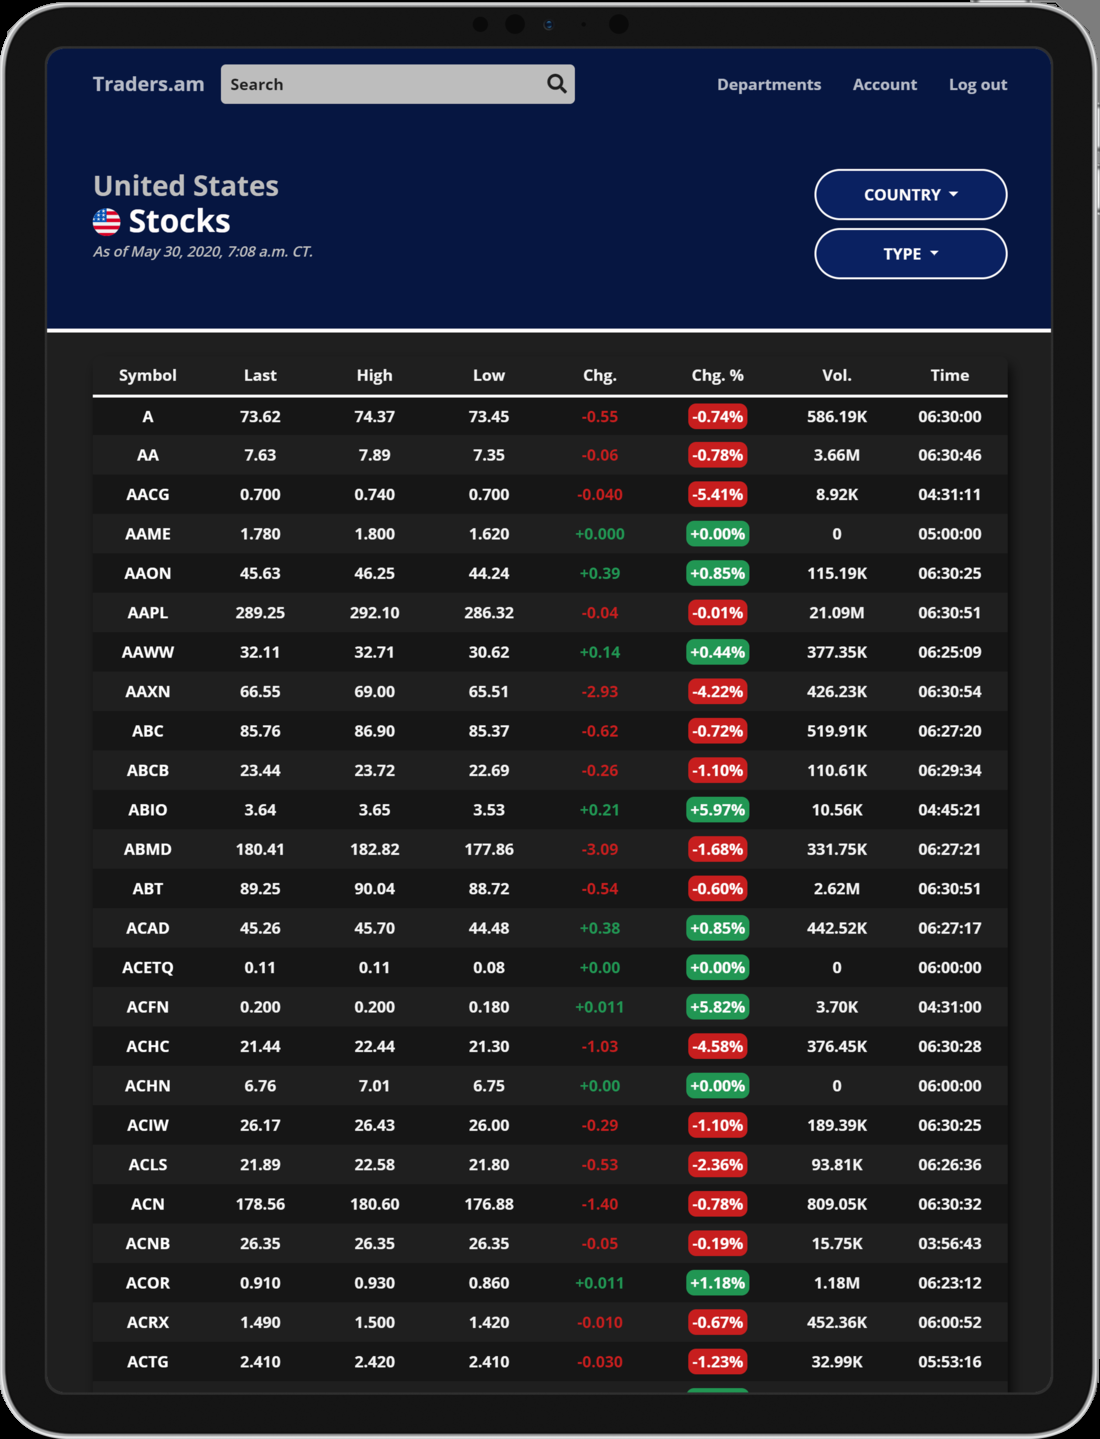 Traders.am Search Departments Account Log out
United States
Stocks
As of May 30, 2020, 7:08 a.m. CT.
COUNTRY
TYPE
Symbol Last High Low Chg. Chg. % Vol. Time
A 73.62 74.37 73.45 -0.55 -0.74% 586.19K 06:30:00
AA 7.63 7.89 7.35 -0.06 -0.78% 3.66M 06:30:46
AACG 0.700 0.740 0.700 -0.040 -5.41% 8.92K 04:31:11
AAME 1.780 1.800 1.620 +0.000 +0.00% 0 05:00:00
AAON 45.63 46.25 44.24 +0.39 +0.85% 115.19K 06:30:25
AAPL 289.25 292.10 286.32 -0.04 -0.01% 21.09M 06:30:51
AAWW 32.11 32.71 30.62 +0.14 +0.44% 377.35K 06:25:09
AAXN 66.55 69.00 65.51 -2.93 -4.22% 426.23K 06:30:54
ABC 85.76 86.90 85.37 -0.62 -0.72% 519.91K 06:27:20
ABCB 23.44 23.72 22.69 -0.26 -1.10% 110.61K 06:29:34
ABIO 3.64 3.65 3.53 +0.21 +5.97% 10.56K 04:45:21
ABMD 180.41 182.82 177.86 -3.09 -1.68% 331.75K 06:27:21
ABT 89.25 90.04 88.72 -0.54 -0.60% 2.62M 06:30:51
ACAD 45.26 45.70 44.48 +0.38 +0.85% 442.52K 06:27:17
ACETQ 0.11 0.11 0.08 +0.00 +0.00% 0 06:00:00
ACFN 0.200 0.200 0.180 +0.011 +5.82% 3.70K 04:31:00
ACHC 21.44 22.44 21.30 -1.03 -4.58% 376.45K 06:30:28
ACHN 6.76 7.01 6.75 +0.00 +0.00% 0 06:00:00
ACIW 26.17 26.43 26.00 -0.29 -1.10% 189.39K 06:30:25
ACLS 21.89 22.58 21.80 -0.53 -2.36% 93.81K 06:26:36
ACN 178.56 180.60 176.88 -1.40 -0.78% 809.05K 06:30:32
ACNB 26.35 26.35 26.35 -0.05 -0.19% 15.75K 03:56:43
ACOR 0.910 0.930 0.860 +0.011 +1.18% 1.18M 06:23:12
ACRX 1.490 1.500 1.420 -0.010 -0.67% 452.36K 06:00:52
ACTG 2.410 2.420 2.410 -0.030 -1.23% 32.99K 05:53:16